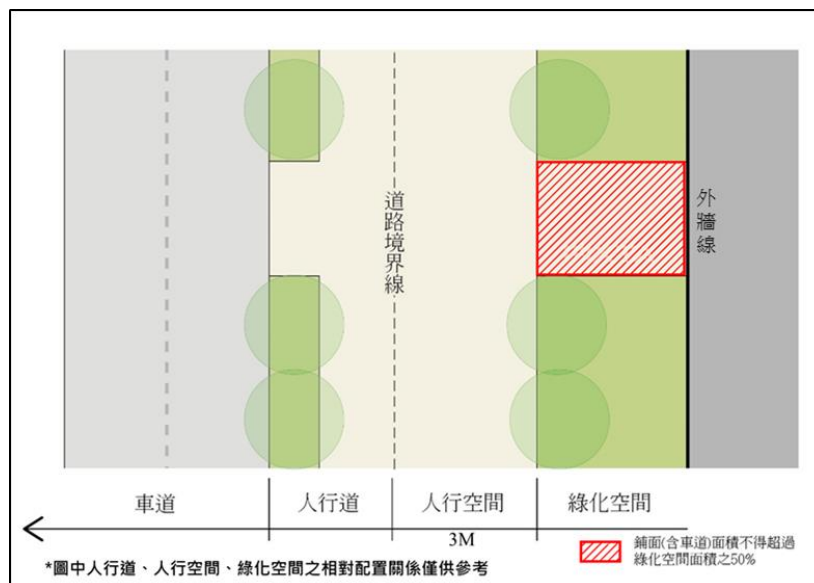 道路境界線
外牆線
車道
人行道
人行空間
綠化空間
3M
鋪面(含車道)面積不得超過
綠化空間面積之50%
*圖中人行道、人行空間、綠化空間之相對配置關係僅供參考